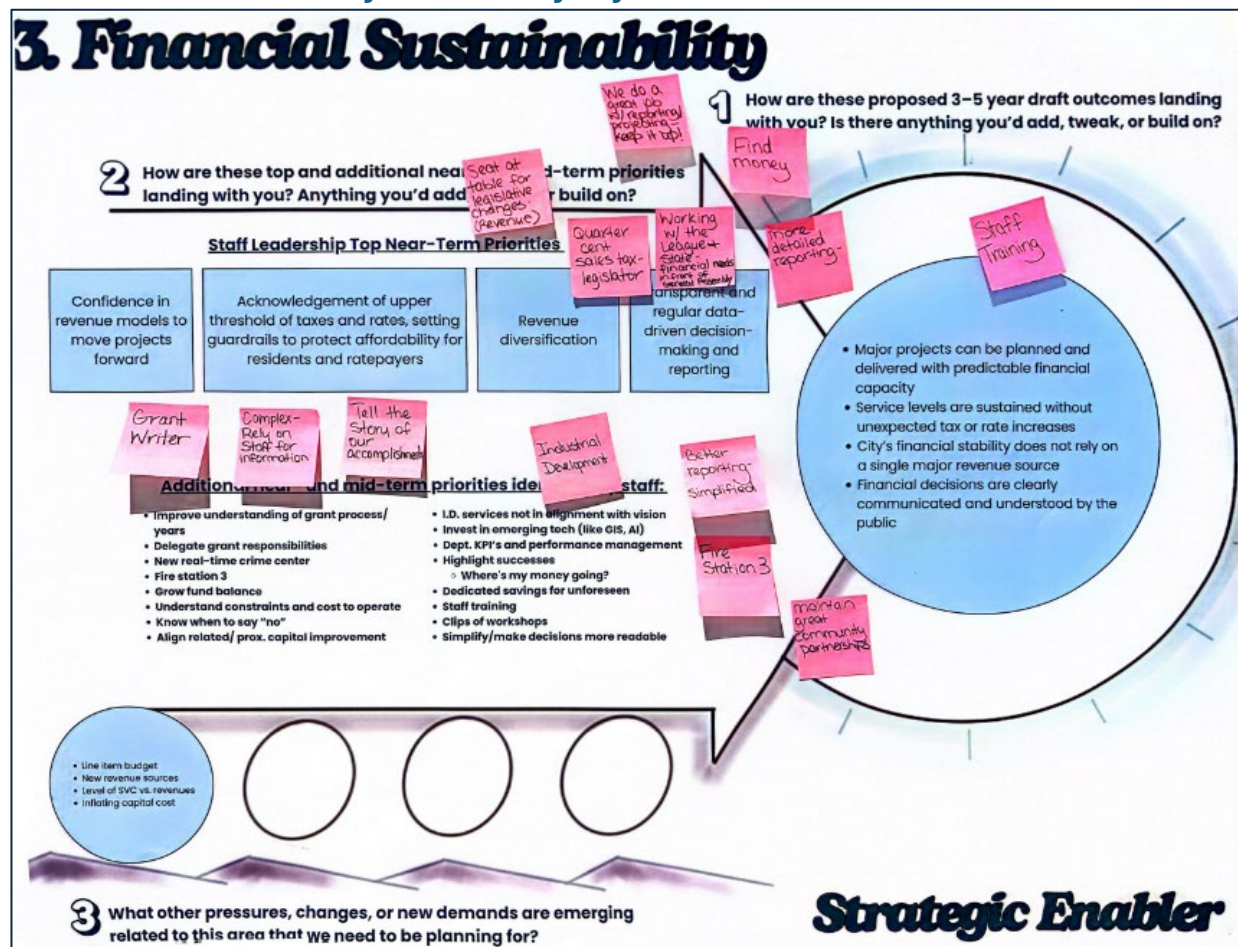 3. Financial Sustainability
We do a
great job
w/reporting/
projecting-
keep it up!
1 How are these proposed 3–5 year draft outcomes landing
with you? Is there anything you'd add, tweak, or build on?
Find
money
2 How are these top and additional near d-term priorities
landing with you? Anything you'd add or build on?
Seat at
table for
legislative
changes-
(Revenue)
Quarter
cent
sales tax-
legislator
Working
w/ the
League +
State-
financial needs
in front of
General Assembly
more
detailed
reporting-
Staff
Training
Staff Leadership Top Near-Term Priorities
Confidence in
revenue models to
move projects
forward
Acknowledgement of upper
threshold of taxes and rates, setting
guardrails to protect affordability for
residents and ratepayers
Revenue
diversification
ansparent and
regular data-
driven decision-
making and
reporting
• Major projects can be planned and
delivered with predictable financial
capacity
• Service levels are sustained without
unexpected tax or rate increases
• City's financial stability does not rely on
a single major revenue source
• Financial decisions are clearly
communicated and understood by the
public
Grant
Writer
Complex-
Rely on
Staff for
information
Tell the
Story of
our
accomplishments
Industrial
Development
Better
reporting-
simplified
Additional near- and mid-term priorities iden staff:
• Improve understanding of grant process/
years
• Delegate grant responsibilities
• New real-time crime center
• Fire station 3
• Grow fund balance
• Understand constraints and cost to operate
• Know when to say "no"
• Align related/ prox. capital improvement
• I.D. services not in alignment with vision
• Invest in emerging tech (like GIS, AI)
• Dept. KPI's and performance management
• Highlight successes
○ Where's my money going?
• Dedicated savings for unforeseen
• Staff training
• Clips of workshops
• Simplify/make decisions more readable
Fire
Station 3
maintain
great
community
partnerships
• Line item budget
• New revenue sources
• Level of SVC vs. revenues
• Inflating capital cost
3 What other pressures, changes, or new demands are emerging
related to this area that we need to be planning for?
Strategic Enabler